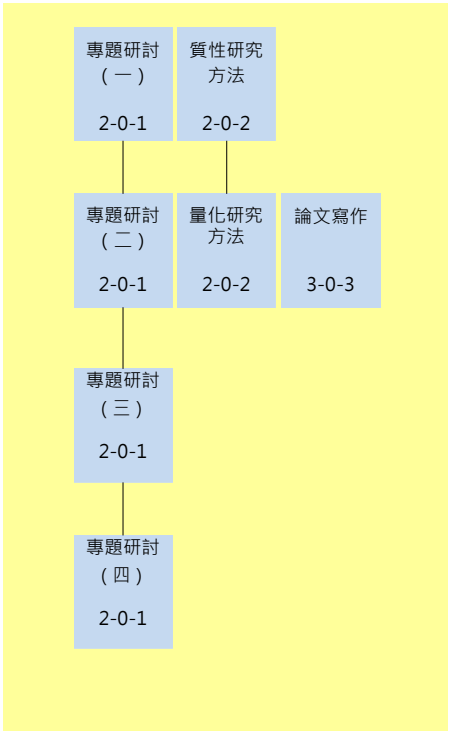 專題研討
(一)
2-0-1
質性研究
方法
2-0-2
專題研討
(二)
2-0-1
量化研究
方法
2-0-2
論文寫作
3-0-3
專題研討
(三)
2-0-1
專題研討
(四)
2-0-1